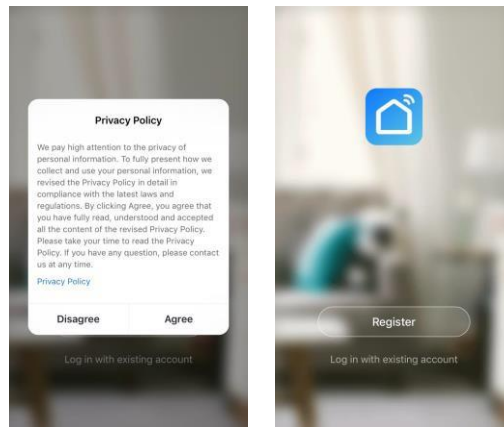 Privacy Policy
We pay high attention to the privacy of
personal information. To fully present how we
collect and use your personal information, we
revised the Privacy Policy in detail in
compliance with the latest laws and
regulations. By clicking Agree, you agree that
you have fully read, understood and accepted
all the content of the revised Privacy Policy.
Please take your time to read the Privacy
Policy. If you have any question, please contact
us at any time.
Privacy Policy
Disagree
Agree
Log in with existing account
Register
Log in with existing account